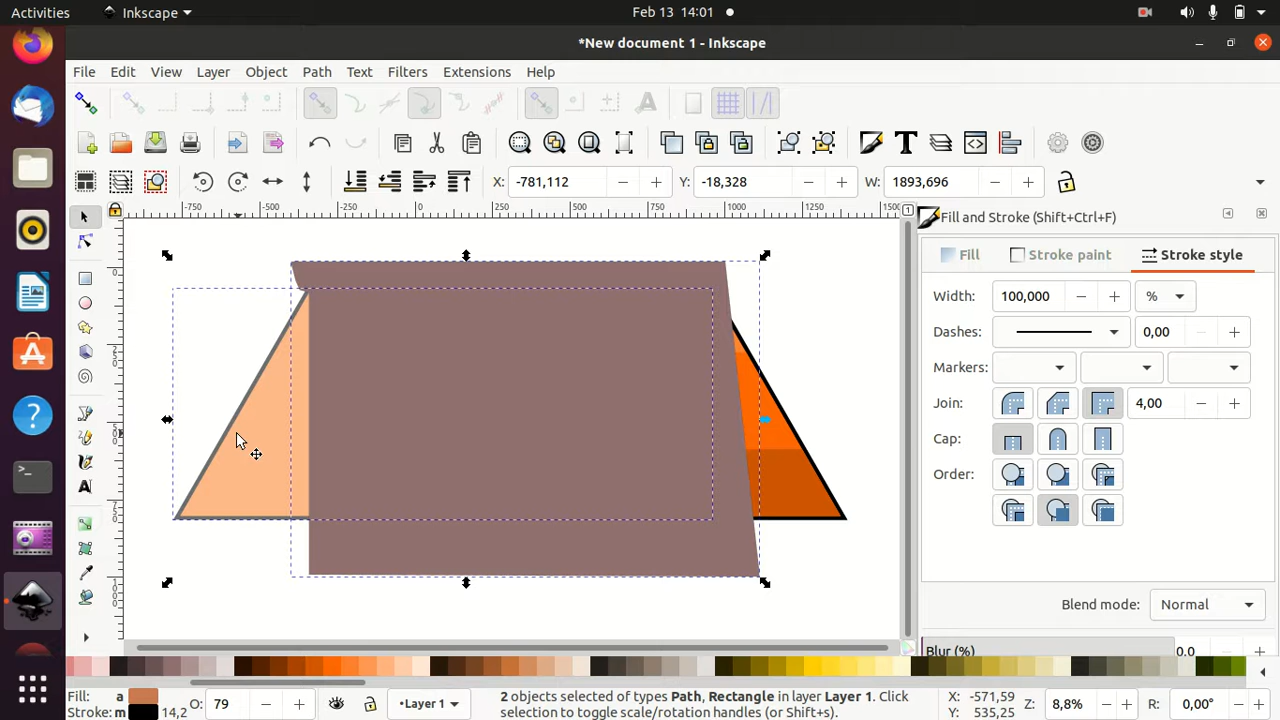 Activities
Inkscape
Feb 13 14:01
*New document 1 - Inkscape
File Edit View Layer Object Path Text Filters Extensions Help
X: -781,112 Y: -18,328 W: 1893,696
-750 -500 -250 0 250 500 750 1000 1500
1
Fill and Stroke (Shift+Ctrl+F)
Fill Stroke paint Stroke style
Width: 100,000 %
Dashes: 0,00
Markers:
Join: 4,00
Cap:
Order:
Blend mode: Normal
Blur (%) 0.0
Fill: a O: 79 Layer 1
Stroke: m 14,2
2 objects selected of types Path, Rectangle in layer Layer 1. Click
selection to toggle scale/rotation handles (or Shift+s).
X: -571,59
Y: 535,25
Z: 8,8% R: 0,00°